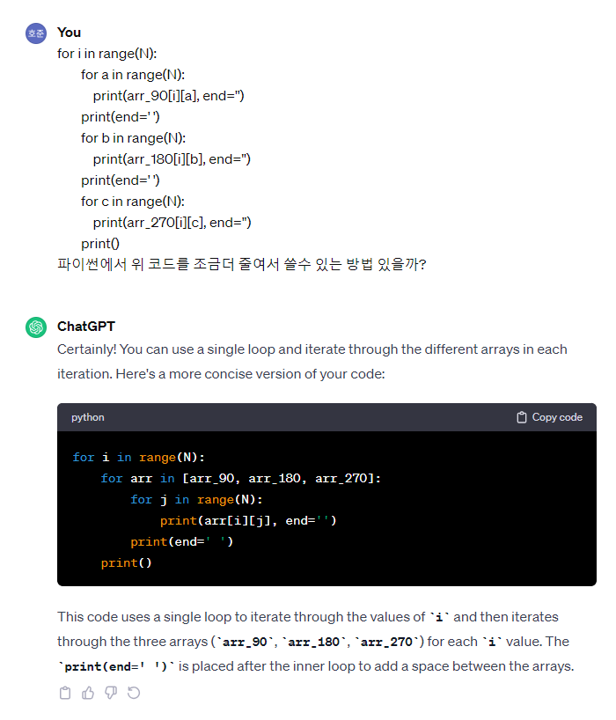 호준 You
for i in range(N):
for a in range(N):
print(arr_90[i][a], end='')
print(end=' ')
for b in range(N):
print(arr_180[i][b], end='')
print(end=' ')
for c in range(N):
print(arr_270[i][c], end='')
print()
파이썬에서 위 코드를 조금더 줄여서 쓸수 있는 방법 있을까?
ChatGPT
Certainly! You can use a single loop and iterate through the different arrays in each
iteration. Here's a more concise version of your code:
python Copy code
for i in range(N):
for arr in [arr_90, arr_180, arr_270]:
for j in range(N):
print(arr[i][j], end='')
print(end=' ')
print()
This code uses a single loop to iterate through the values of `i` and then iterates
through the three arrays (`arr_90`, `arr_180`, `arr_270`) for each `i` value. The
`print(end=' ')` is placed after the inner loop to add a space between the arrays.